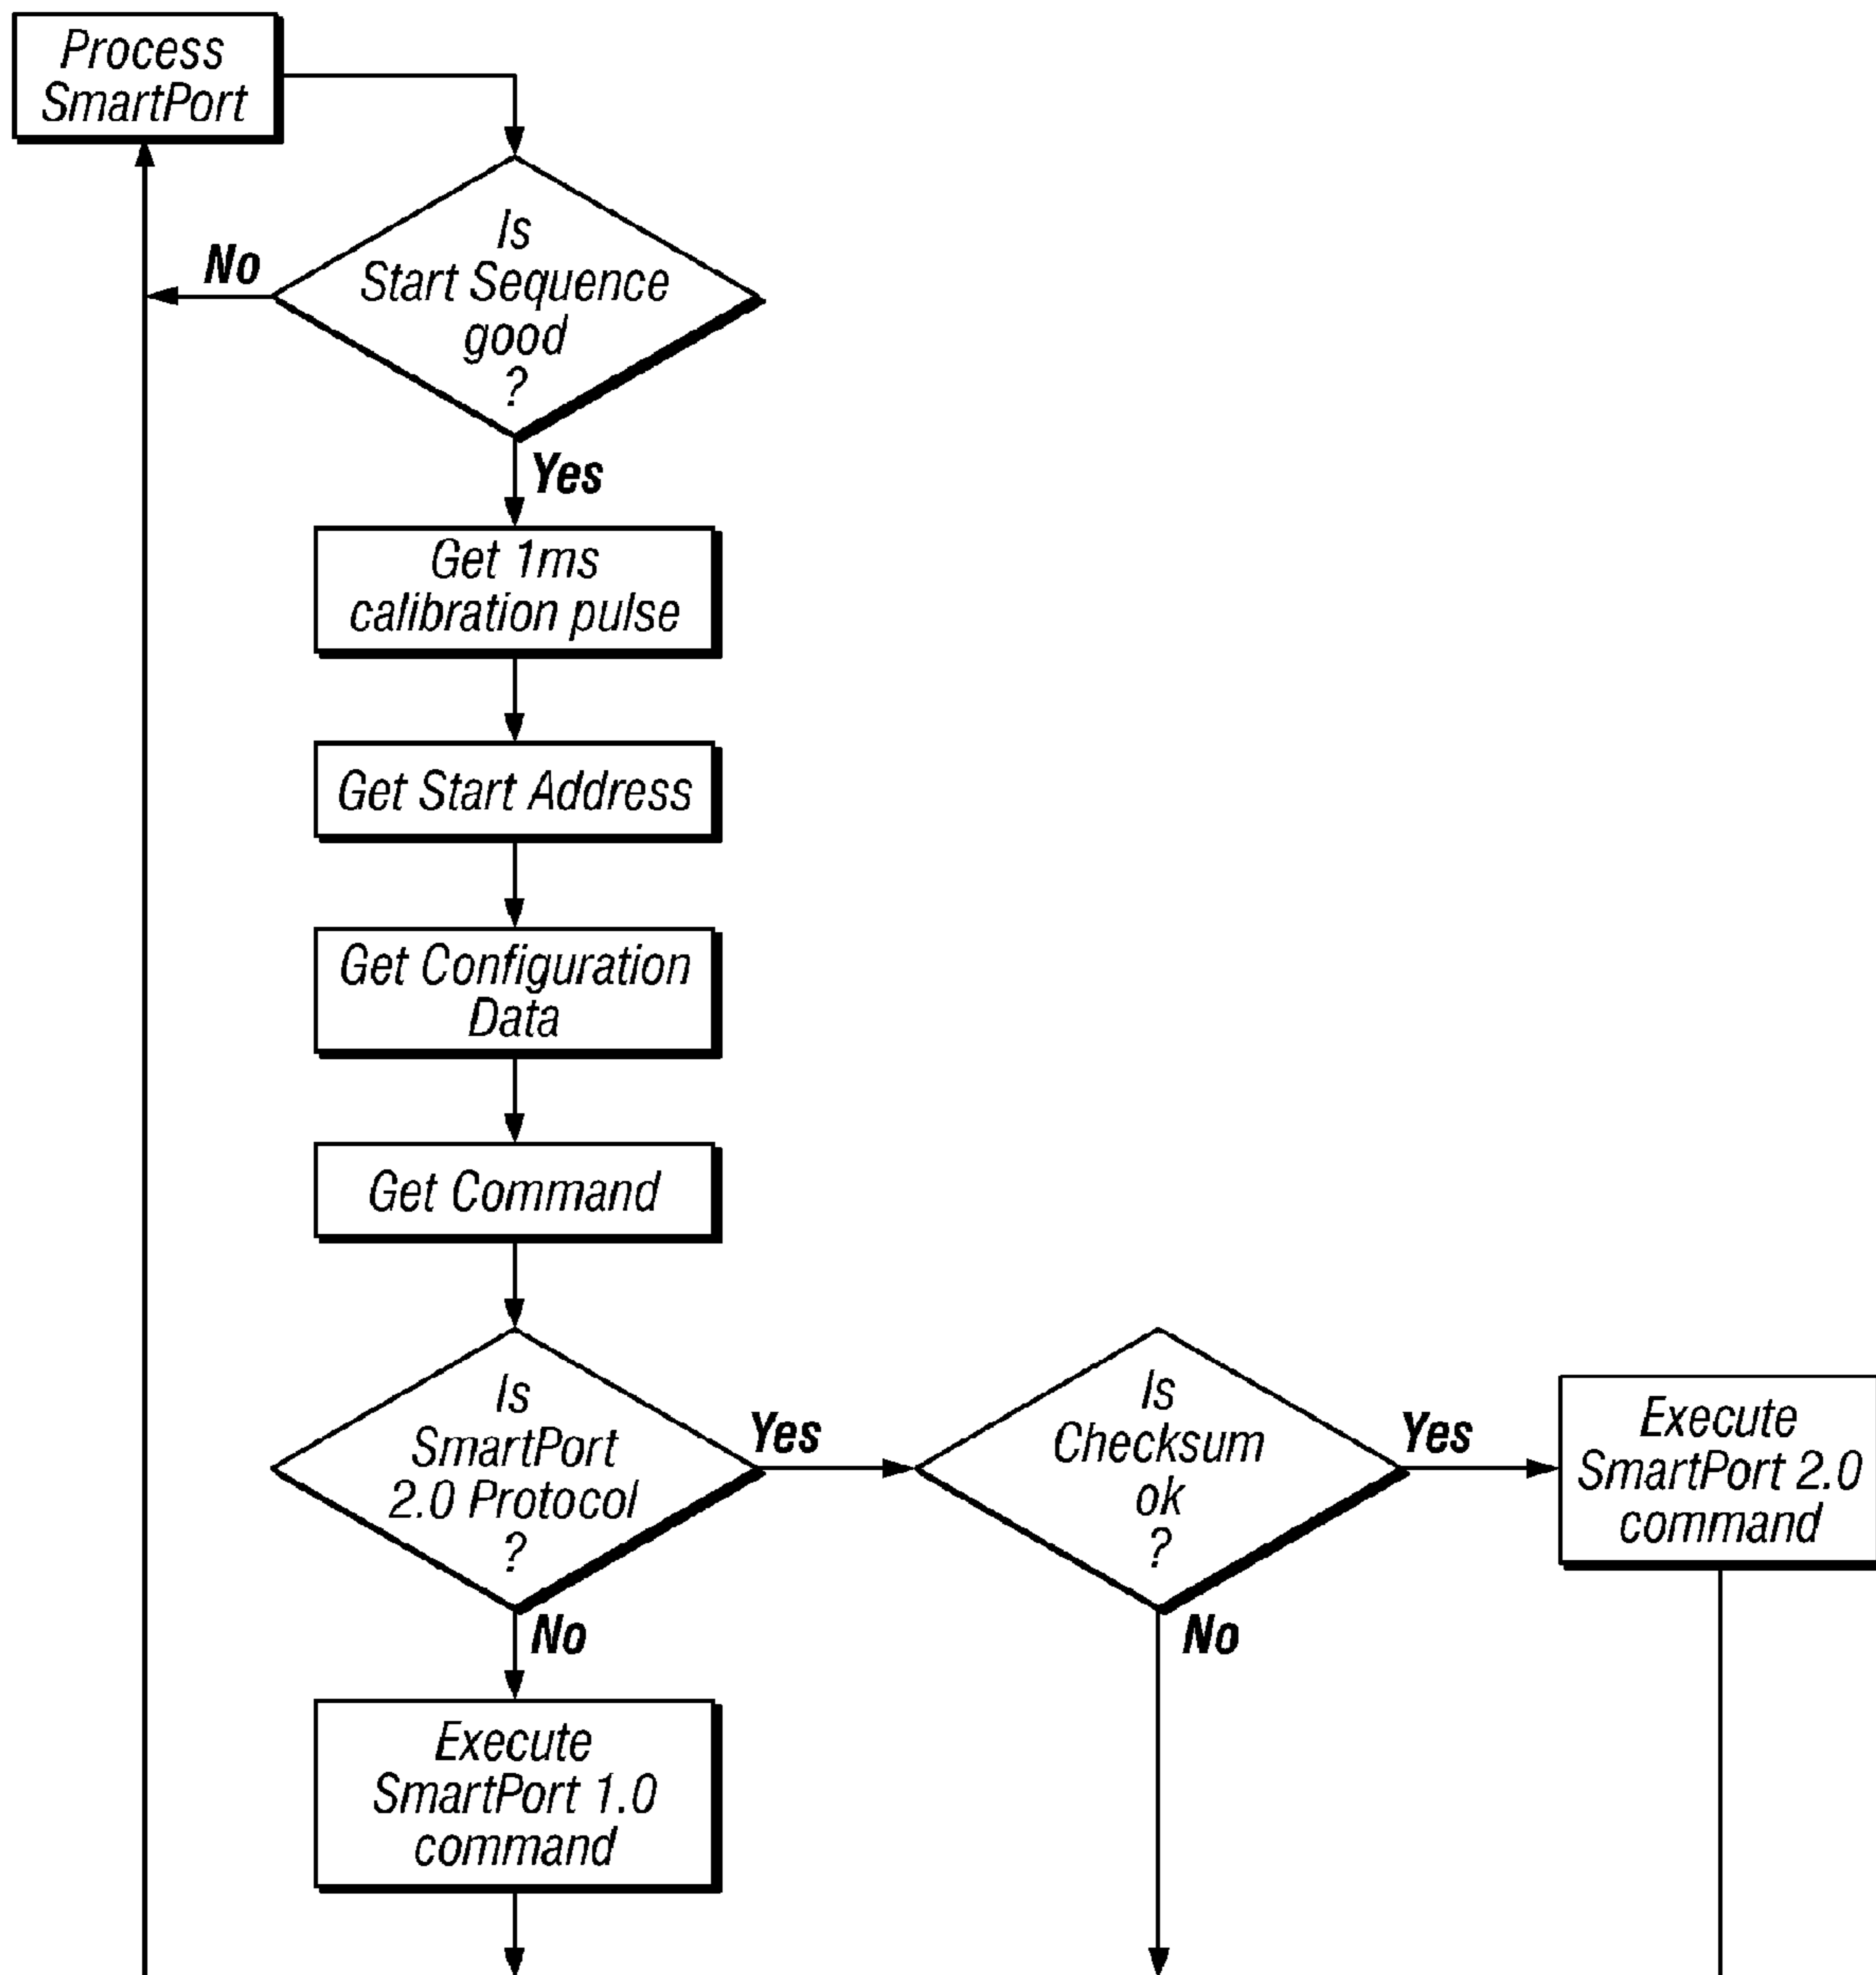 Process
SmartPort
Is
Start Sequence
good
?
No
Yes
Get 1ms
calibration pulse
Get Start Address
Get Configuration
Data
Get Command
Is
SmartPort
2.0 Protocol
?
Yes
No
Is
Checksum
ok
?
Yes
No
Execute
SmartPort 2.0
command
Execute
SmartPort 1.0
command